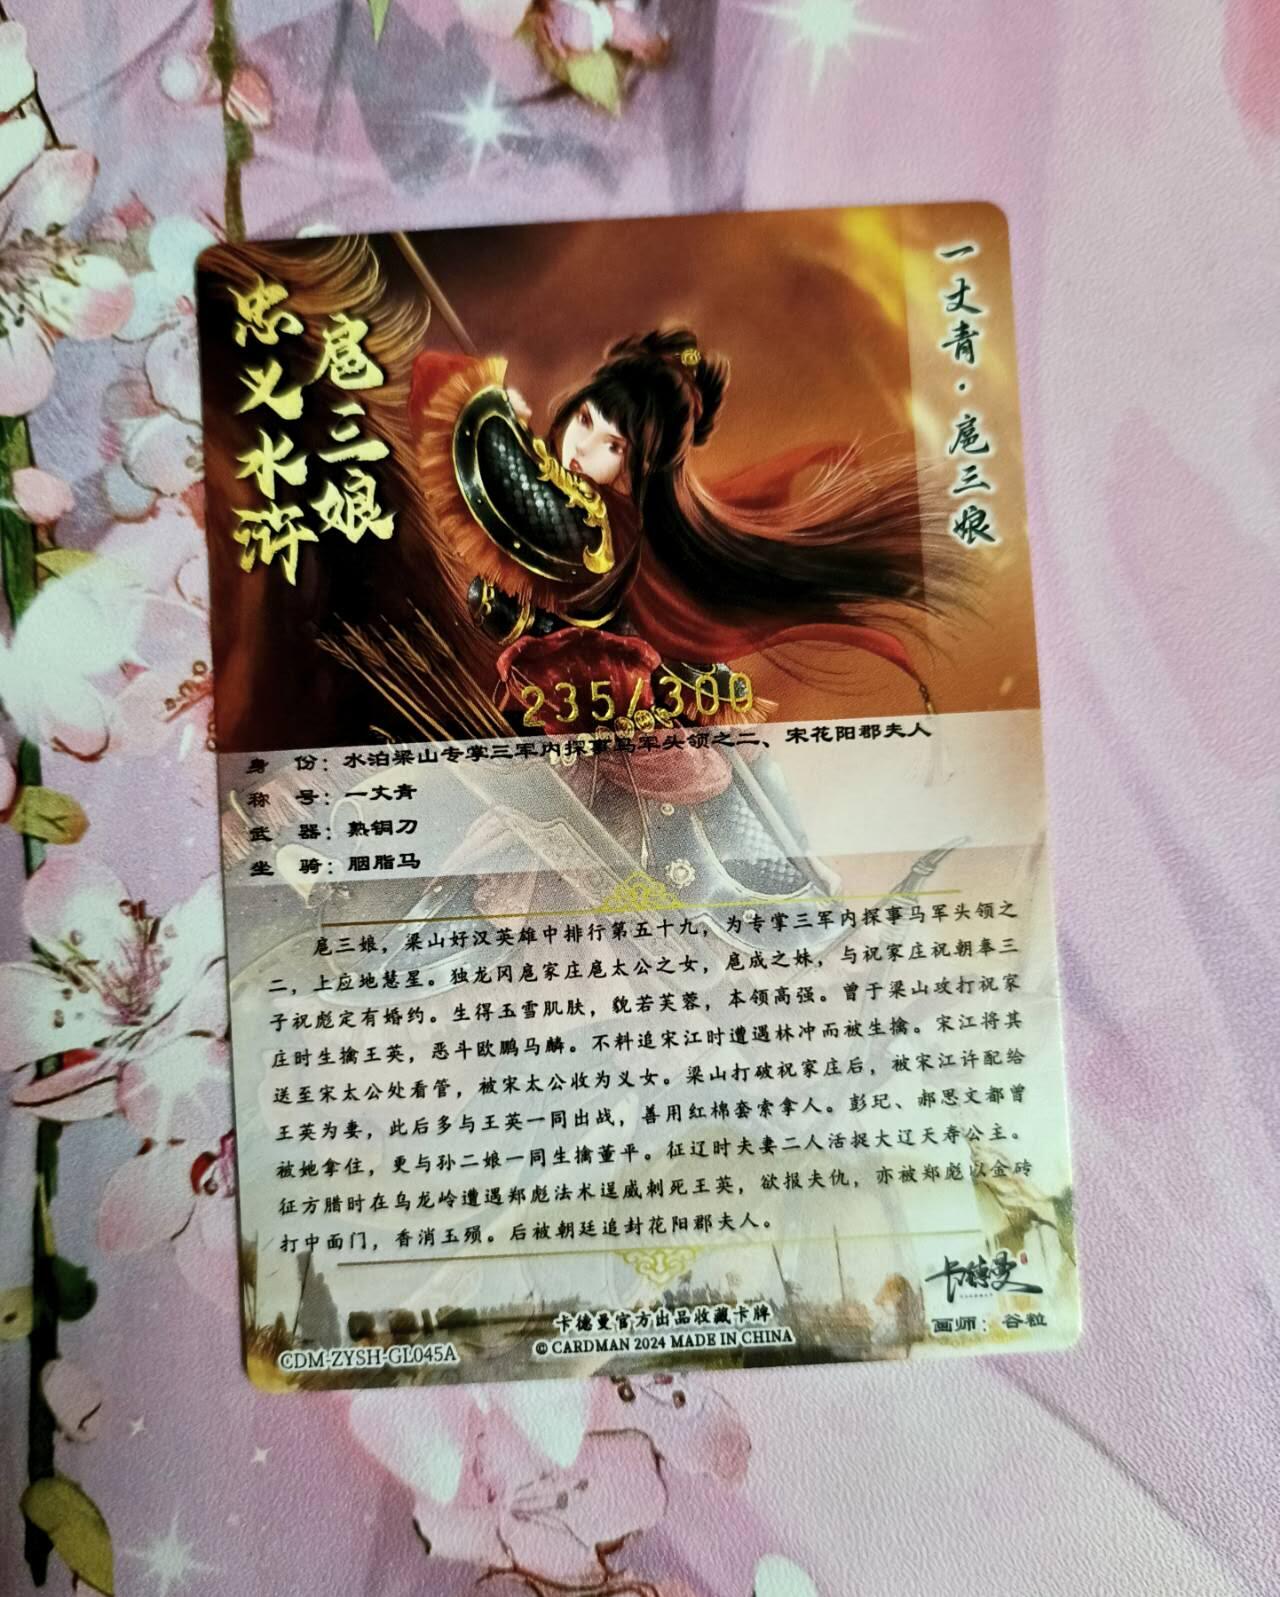 忠义水浒
扈三娘
一丈青·扈三娘
235/300
身 份：水泊梁山专掌三军内探事马军头领之二、宋花阳郡夫人
称 号：一丈青
武 器：熟铜刀
坐 骑：胭脂马
扈三娘，梁山好汉英雄中排行第五十九，为专掌三军内探事马军头领之
二，上应地慧星。独龙冈扈家庄扈太公之女，扈成之妹，与祝家庄祝朝奉三
子祝彪定有婚约。生得玉雪肌肤，貌若芙蓉，本领高强。曾于梁山攻打祝家
庄时生擒王英，恶斗欧鹏马麟。不料追宋江时遭遇林冲而被生擒。宋江将其
送至宋太公处看管，被宋太公收为义女。梁山打破祝家庄后，被宋江许配给
王英为妻，此后多与王英一同出战，善用红棉套索拿人。彭玘、郝思文都曾
被她拿住，更与孙二娘一同生擒董平。征辽时夫妻二人活捉大辽天寿公主。
征方腊时在乌龙岭遭遇郑彪法术逞威刺死王英，欲报夫仇，亦被郑彪以金砖
打中面门，香消玉殒。后被朝廷追封花阳郡夫人。
卡德曼
卡德曼官方出品收藏卡牌
画师：谷粒
CDM-ZYSH-GL045A
© CARDMAN 2024 MADE IN CHINA